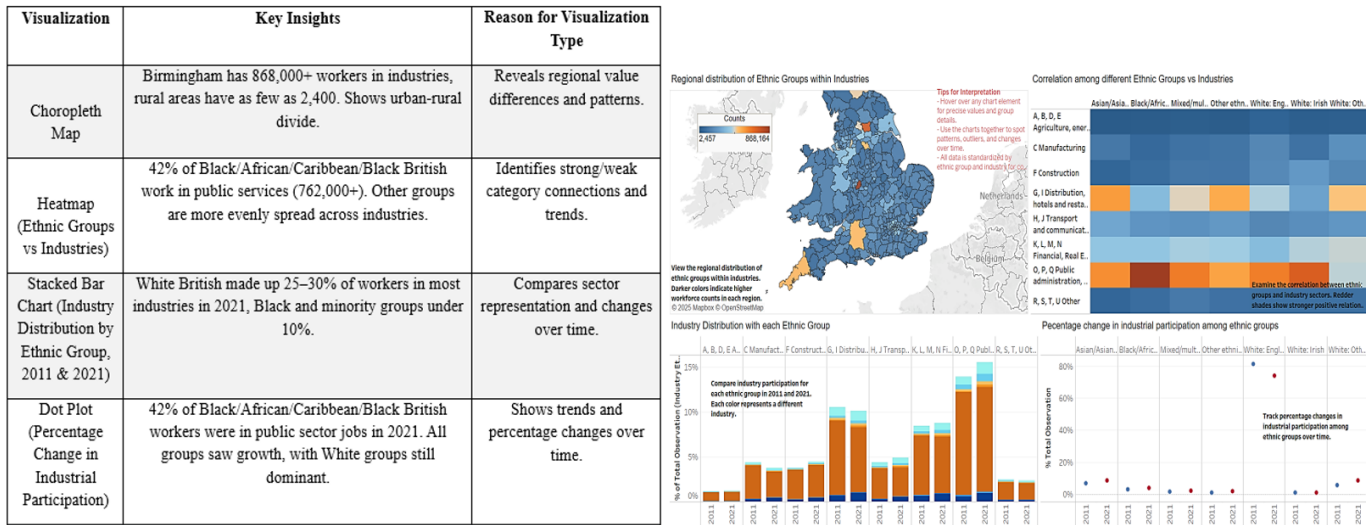 Visualization
Key Insights
Reason for Visualization
Type
Choropleth
Map
Birmingham has 868,000+ workers in industries,
rural areas have as few as 2,400. Shows urban-rural
divide.
Reveals regional value
differences and patterns.
Heatmap
(Ethnic Groups
vs Industries)
42% of Black/African/Caribbean/Black British
work in public services (762,000+). Other groups
are more evenly spread across industries.
Identifies strong/weak
category connections and
trends.
Stacked Bar
Chart (Industry
Distribution by
Ethnic Group,
2011 & 2021)
White British made up 25–30% of workers in most
industries in 2021, Black and minority groups under
10%.
Compares sector
representation and changes
over time.
Dot Plot
(Percentage
Change in
Industrial
Participation)
42% of Black/African/Caribbean/Black British
workers were in public sector jobs in 2021. All
groups saw growth, with White groups still
dominant.
Shows trends and
percentage changes over
time.
Regional distribution of Ethnic Groups within Industries
Counts
2,457 868,164
Tips for Interpretation
- Hover over any chart element
for precise values and group
details.
- Use the charts together to spot
patterns, outliers, and changes
over time.
- All data is standardized by
ethnic group and industry for co..
Netherlands
Belgium
View the regional distribution of
ethnic groups within industries.
Darker colors indicate higher
workforce counts in each region.
© 2025 Mapbox © OpenStreetMap
Correlation among different Ethnic Groups vs Industries
Asian/Asia.. Black/Afric.. Mixed/mul.. Other ethn.. White: Eng.. White: Irish White: Oth..
A, B, D, E
Agriculture, ener..
C Manufacturing
F Construction
G, I Distribution,
hotels and resta..
H, J Transport
and communicat..
K, L, M, N
Financial, Real E..
O, P, Q Public
administration, ..
R, S, T, U Other
Examine the correlation between ethnic
groups and industry sectors. Redder
shades show stronger positive relation..
Industry Distribution with each Ethnic Group
A, B, D, E A.. C Manufact.. F Construct.. G, I Distribu.. H, J Transp.. K, L, M, N Fi.. O, P, Q Publ.. R, S, T, U Ot..
% of Total Observation (Industry Et..
15%
10%
5%
0%
Compare industry participation for
each ethnic group in 2011 and 2021.
Each color represents a different
industry.
2011 2021 2011 2021 2011 2021 2011 2021 2011 2021 2011 2021 2011 2021 2011 2021
Pecentage change in industrial participation among ethnic groups
Asian/Asian.. Black/Afric.. Mixed/mult.. Other ethni.. White: Engl.. White: Irish White: Oth..
% Total Observation
80%
60%
40%
20%
0%
Track percentage changes in
industrial participation among
ethnic groups over time.
2011 2021 2011 2021 2011 2021 2011 2021 2011 2021 2011 2021 2011 2021